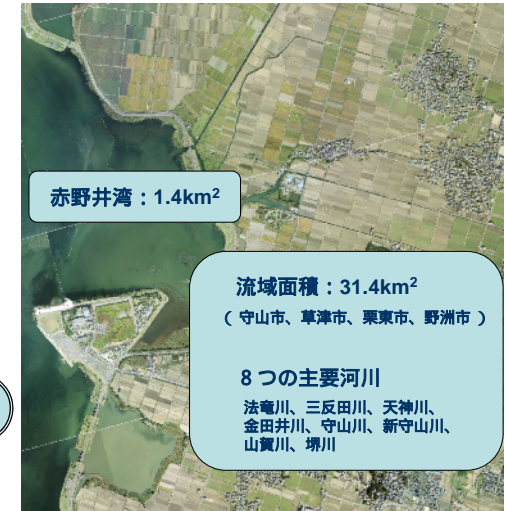 赤野井湾：1.4km²
流域面積：31.4km²
（ 守山市、草津市、栗東市、野洲市 ）
８つの主要河川
法竜川、三反田川、天神川、
金田井川、守山川、新守山川、
山賀川、堺川